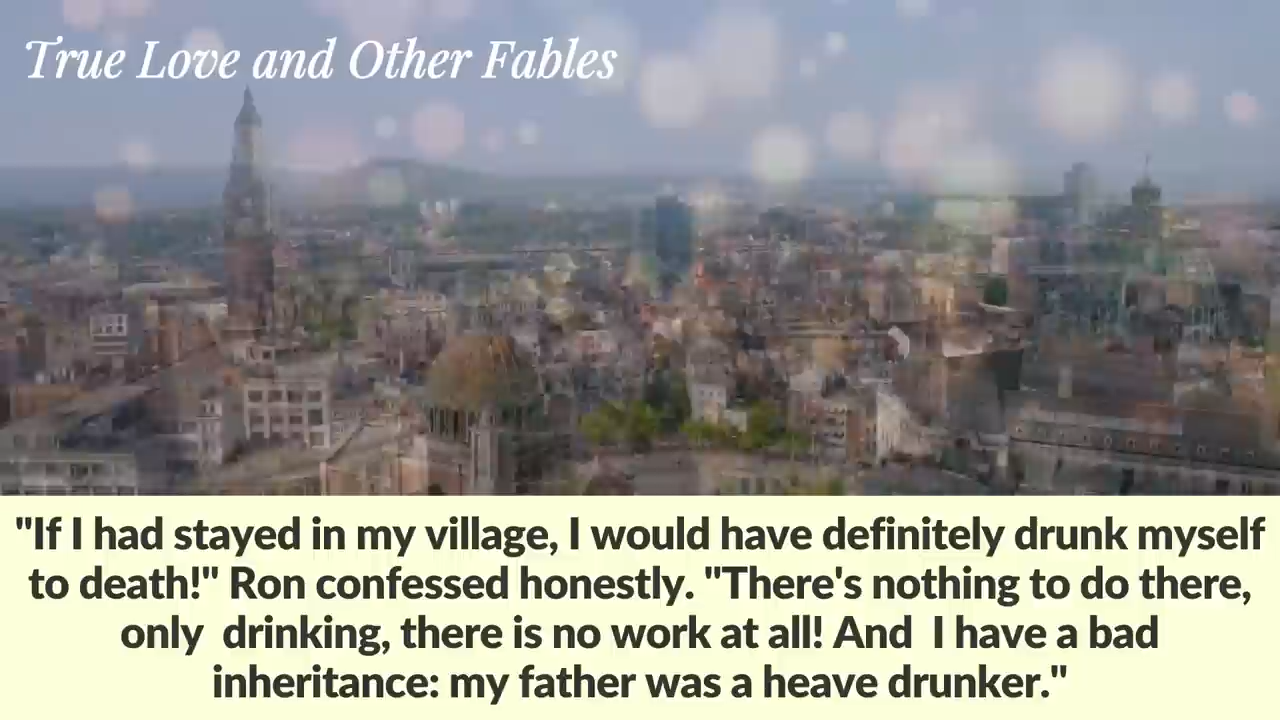 True Love and Other Fables
"If I had stayed in my village, I would have definitely drunk myself
to death!" Ron confessed honestly. "There's nothing to do there,
only  drinking, there is no work at all! And  I have a bad
inheritance: my father was a heave drunker."